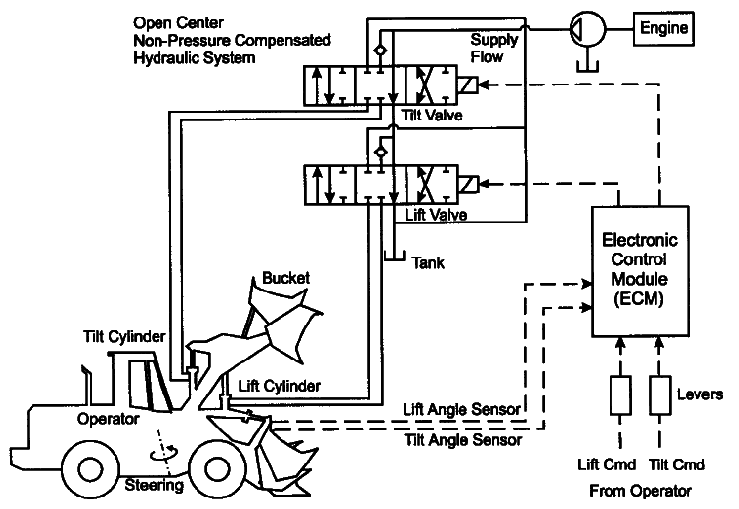 Open Center
Non-Pressure Compensated
Hydraulic System
Supply
Flow
Engine
Tilt Valve
Lift Valve
Tank
Electronic
Control
Module
(ECM)
Bucket
Tilt Cylinder
Lift Cylinder
Operator
Lift Angle Sensor
Tilt Angle Sensor
Steering
Levers
Lift Cmd Tilt Cmd
From Operator